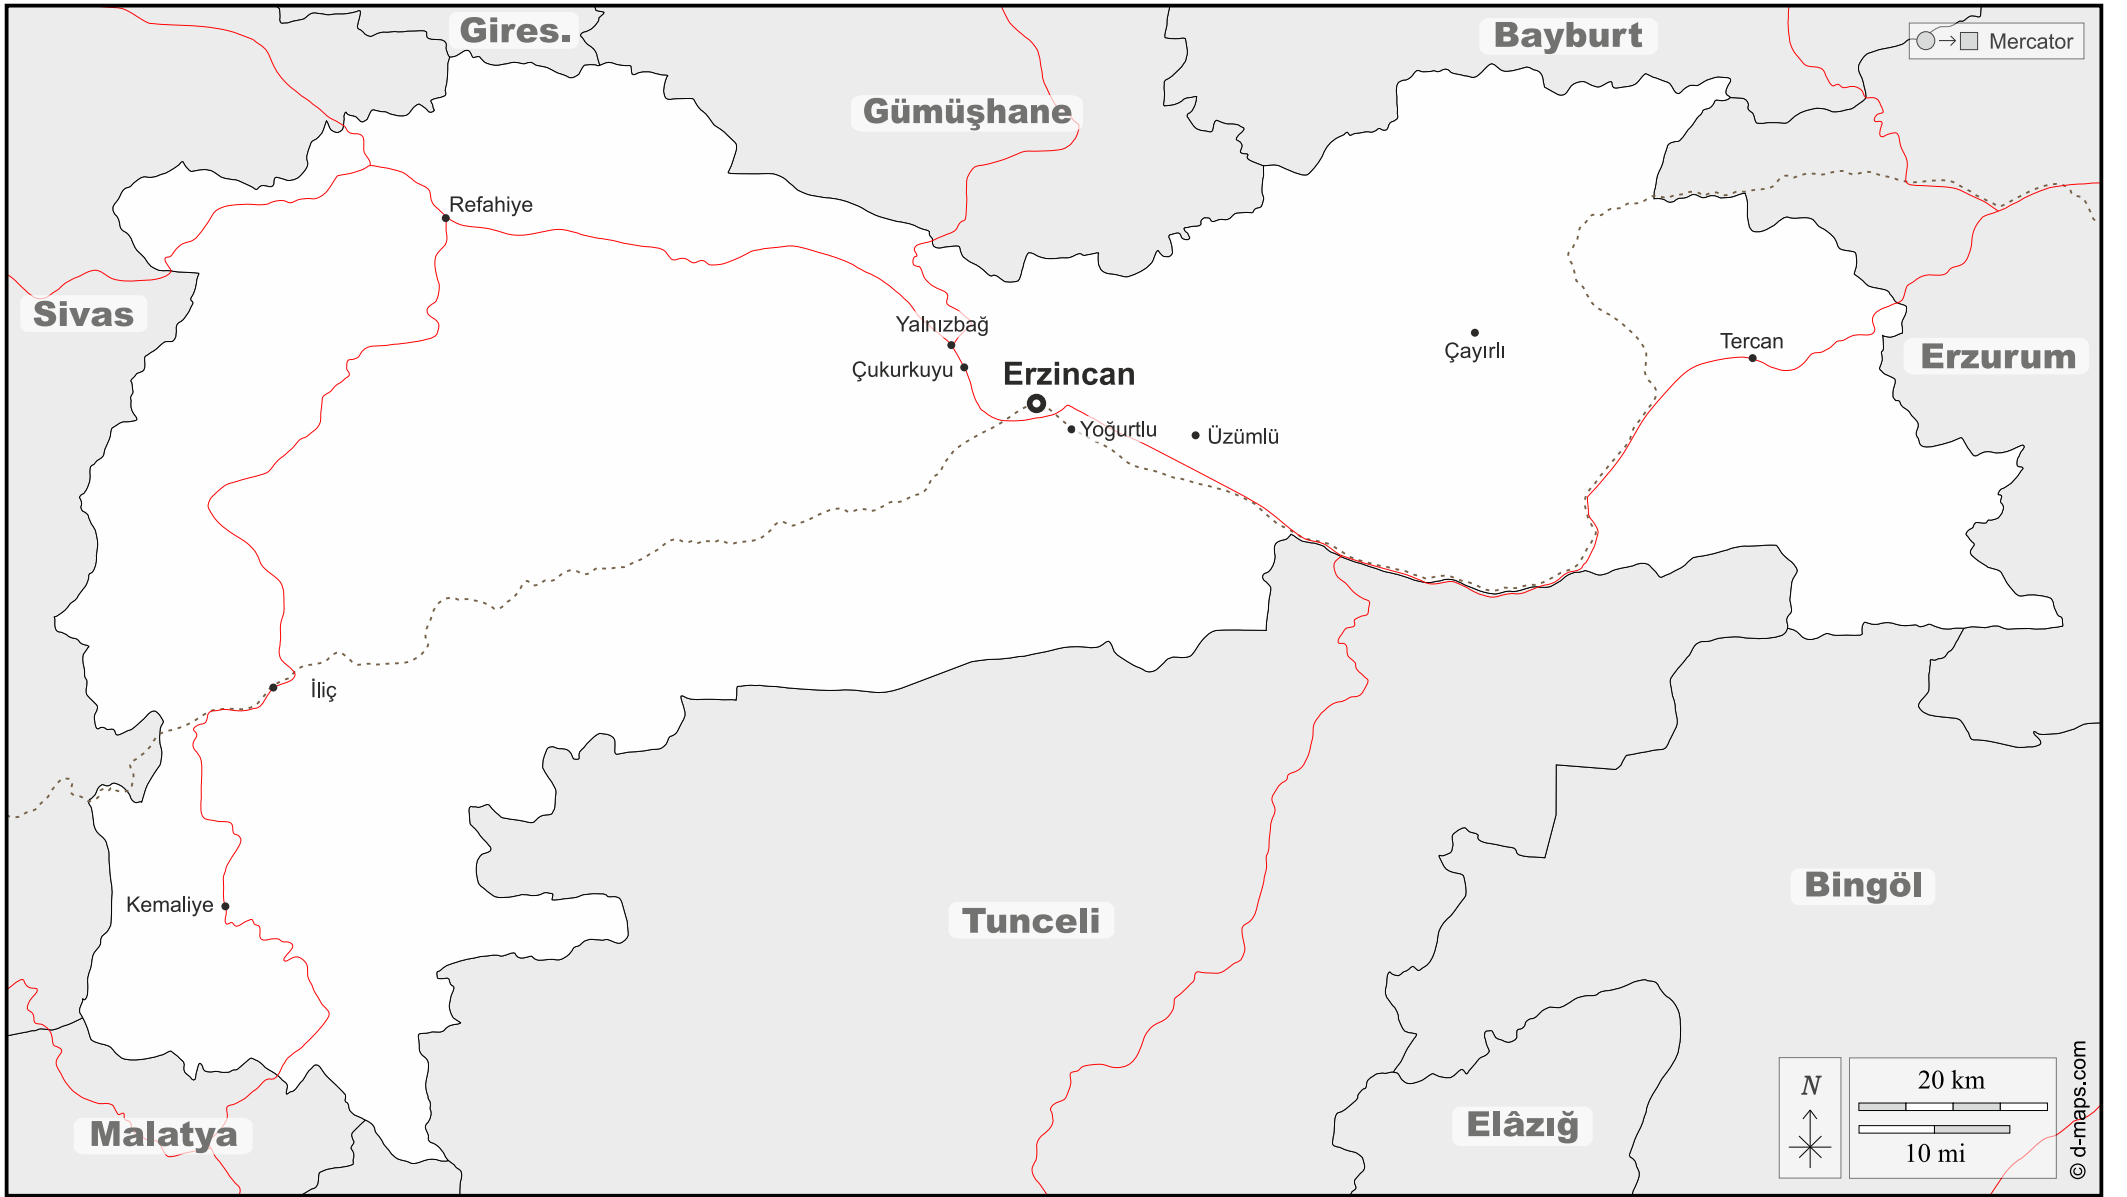 Gires.
Bayburt
Mercator
Gümüşhane
Refahiye
Sivas
Yalnızbağ
Çayırlı
Tercan
Erzurum
Çukurkuyu
Erzincan
Yoğurtlu
Üzümlü
İliç
Kemaliye
Tunceli
Bingöl
Malatya
Elâzığ
N
20 km
10 mi
© d-maps.com